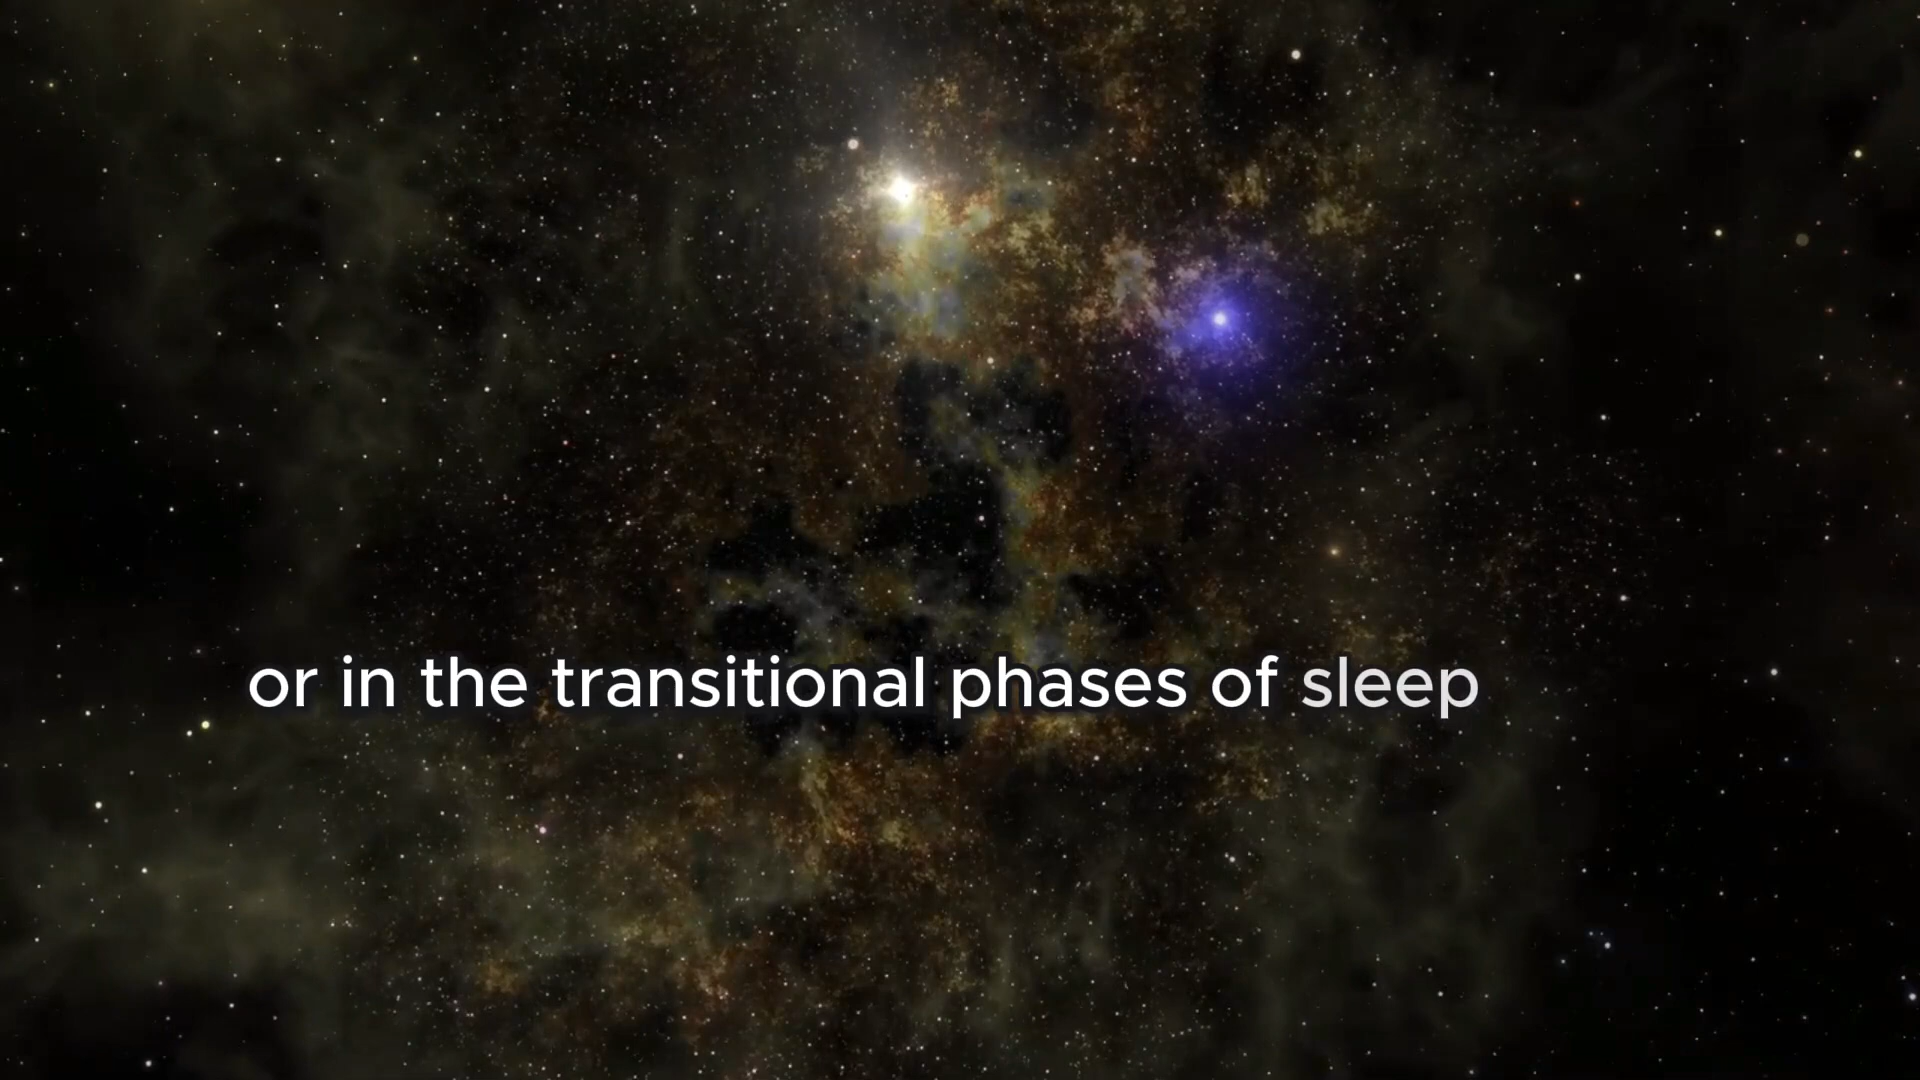 or in the transitional phases of sleep